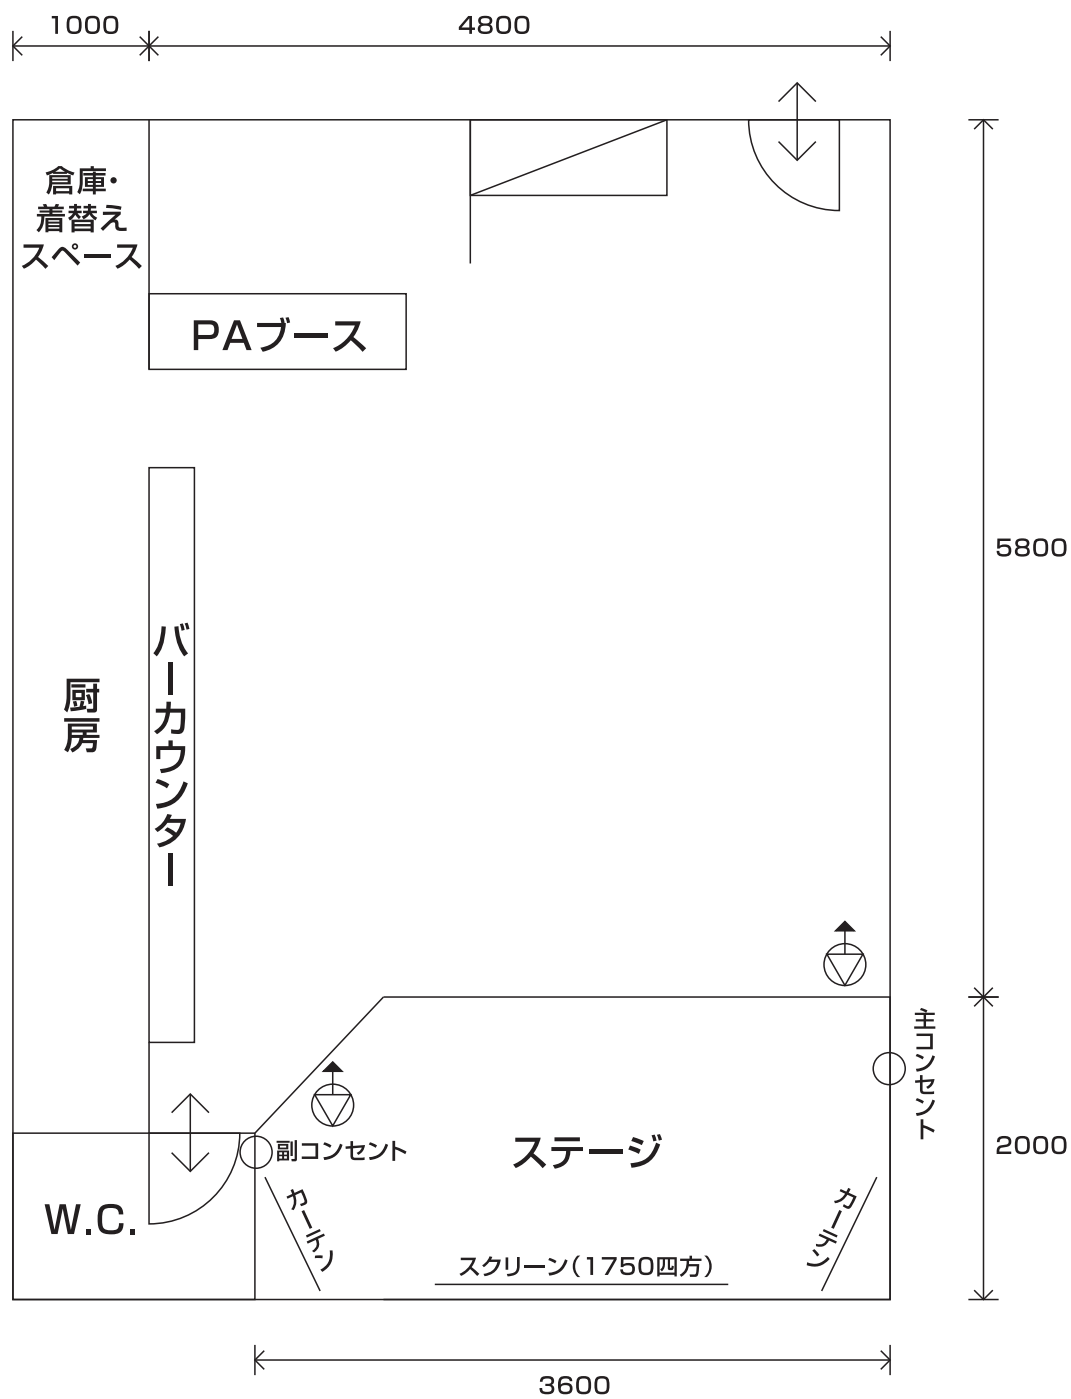 1000
4800
倉庫・
着替え
スペース
PAブース
5800
バーカウンター
厨房
主コンセント
副コンセント
ステージ
2000
W.C.
カーテン
カーテン
スクリーン(1750四方)
3600